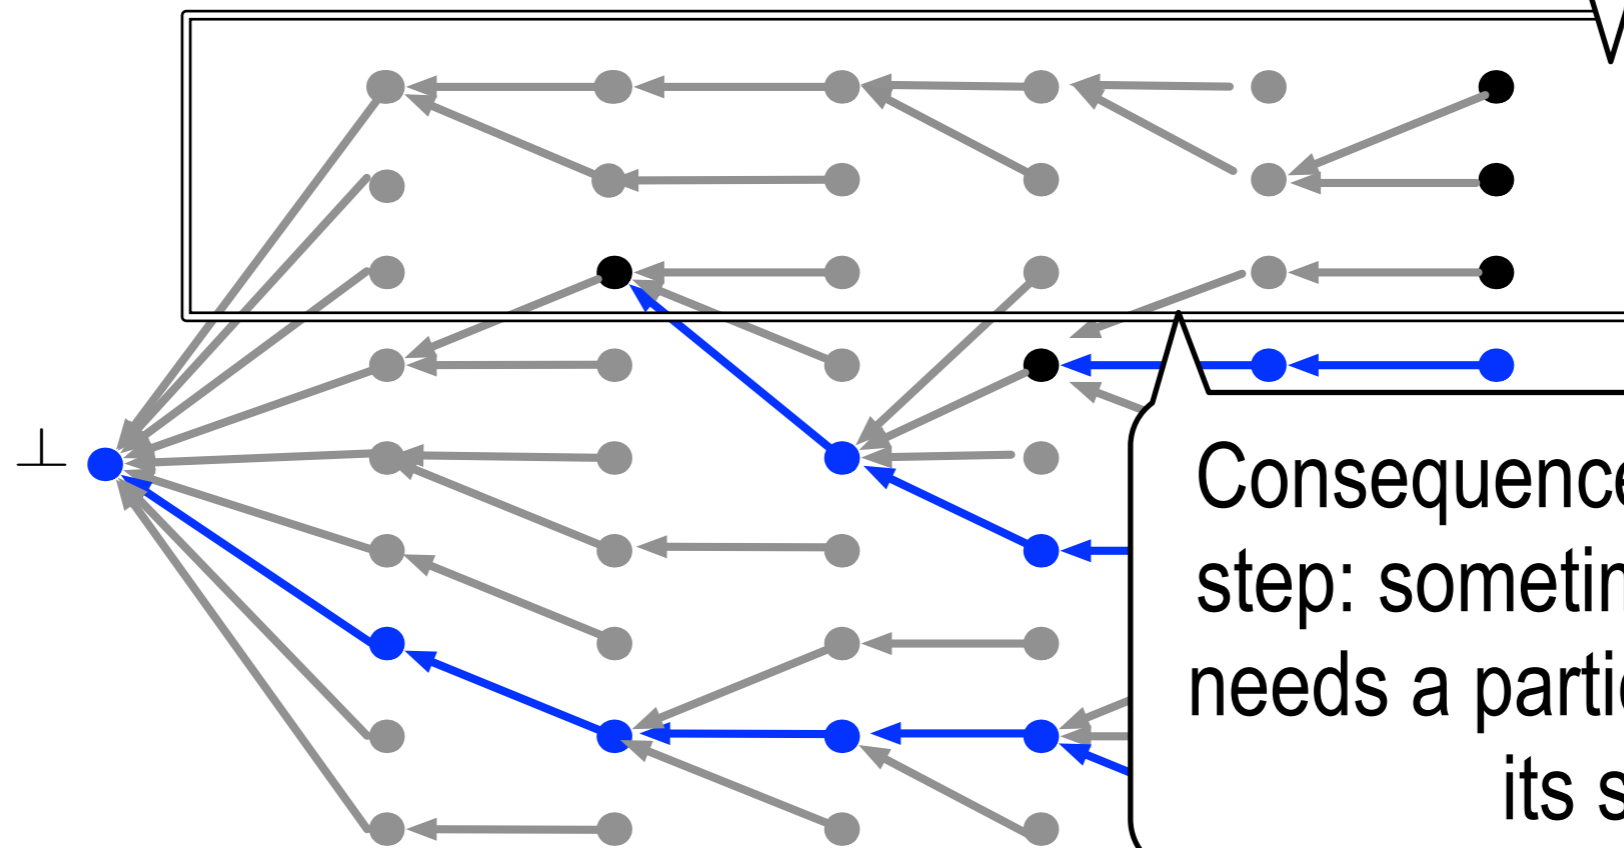 ⊥
Consequence
step: sometin
needs a partic
its s